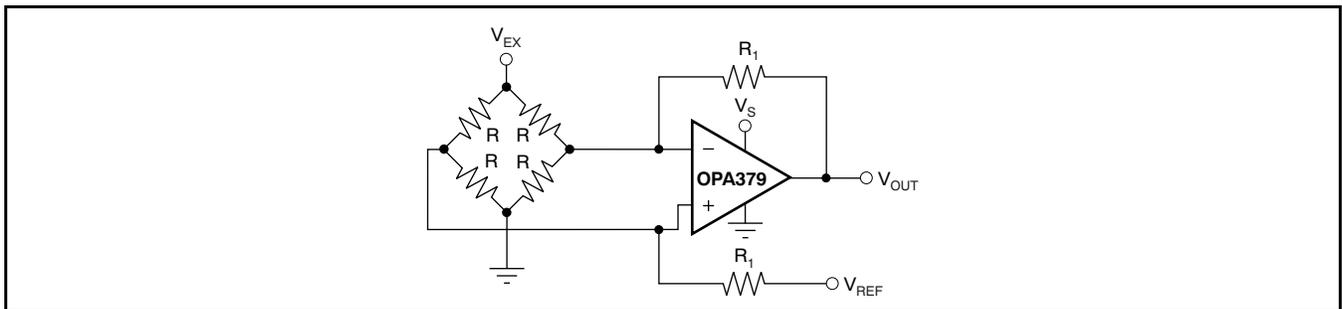 V_EX
R_1
V_S
R R
R R
−
OPA379
+
V_OUT
R_1
V_REF